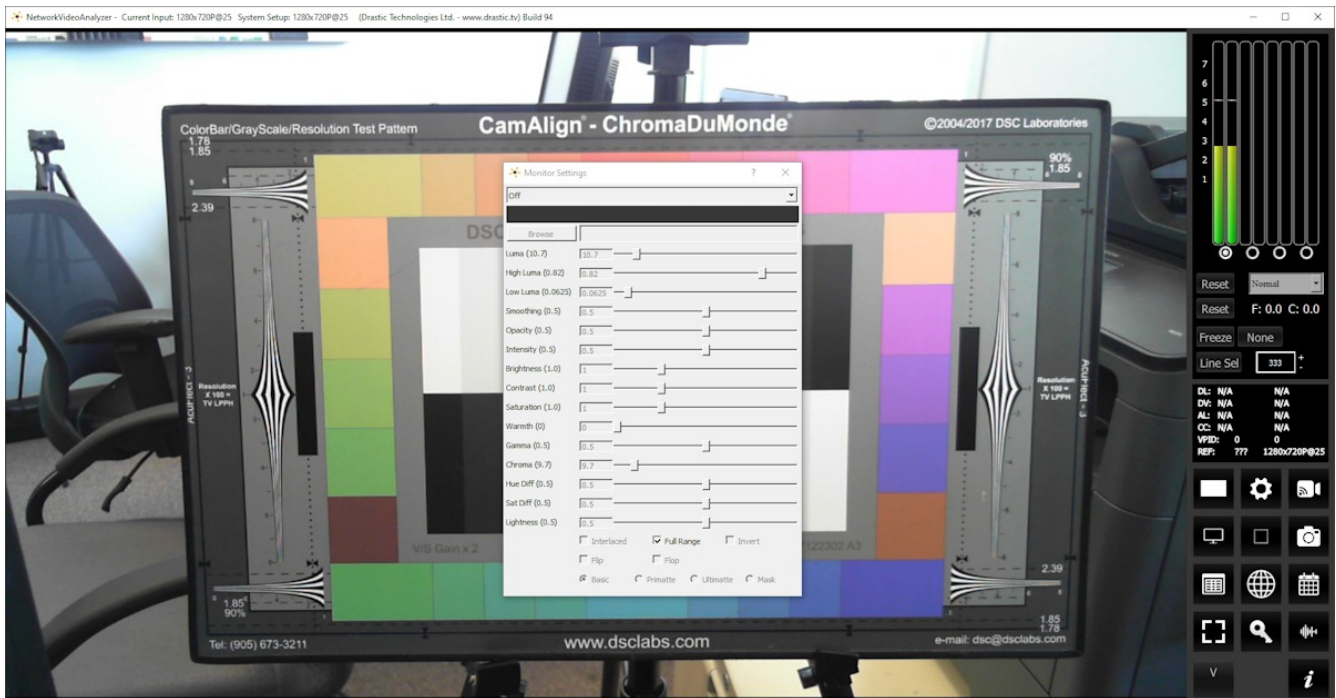 NetworkVideoAnalyzer - Current Input: 1280x720P@25 System Setup: 1280x720P@25 (Drastic Technologies Ltd. - www.drastic.tv) Build 94
ColorBar/GrayScale/Resolution Test Pattern
CamAlign - ChromaDuMonde
©2004/2017 DSC Laboratories
1.78
1.85
90%
1.85
2.39
DSC
Monitor Settings
Off
Browse
Luma (10.7) 10.7
High Luma (0.82) 0.82
Low Luma (0.0625) 0.0625
Smoothing (0.5) 0.5
Opacity (0.5) 0.5
Intensity (0.5) 0.5
Brightness (1.0) 1
Contrast (1.0) 1
Saturation (1.0) 1
Warmth (0) 0
Gamma (0.5) 0.5
Chroma (9.7) 9.7
Hue Diff (0.5) 0.5
Sat Diff (0.5) 0.5
Lightness (0.5) 0.5
Interlaced Full Range Invert
Flip Flop
Basic Primatte Ultimatte Mask
Resolution
X 100 =
TV LPPH
AcuFlect - 3
Resolution
X 100 =
TV LPPH
AcuFlect - 3
V/S Gain x 2
122302 A3
2.39
1.85
90%
1.85
1.78
Tel: (905) 673-3211
www.dsclabs.com
e-mail: dsc@dsclabs.com
7
6
5
4
3
2
1
Reset Normal
Reset F: 0.0 C: 0.0
Freeze None
Line Sel 333 + -
DL: N/A N/A
DV: N/A N/A
AL: N/A N/A
CC: N/A N/A
VPID: 0 0
REF: ??? 1280x720P@25
V
i